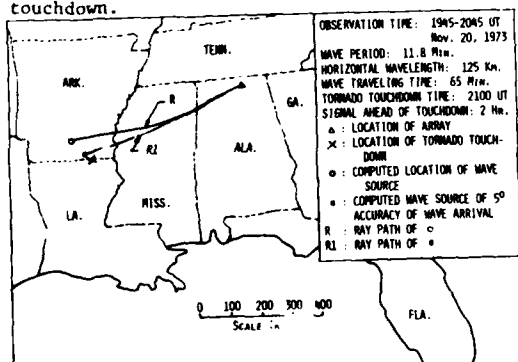 touchdown.
OBSERVATION TIME: 1945-2045 UT
Nov. 20, 1973
WAVE PERIOD: 11.8 Min.
HORIZONTAL WAVELENGTH: 125 Km.
WAVE TRAVELING TIME: 65 Min.
TORNADO TOUCHDOWN TIME: 2100 UT
SIGNAL AHEAD OF TOUCHDOWN: 2 Hr.
△ : LOCATION OF ARRAY
X : LOCATION OF TORNADO TOUCH-
DOWN
o : COMPUTED LOCATION OF WAVE
SOURCE
• : COMPUTED WAVE SOURCE OF 5°
ACCURACY OF WAVE ARRIVAL
R : RAY PATH OF o
R1 : RAY PATH OF •
TENN.
ARK.
R
GA.
R1
ALA.
LA.
MISS.
FLA.
0 100 200 300 400
SCALE